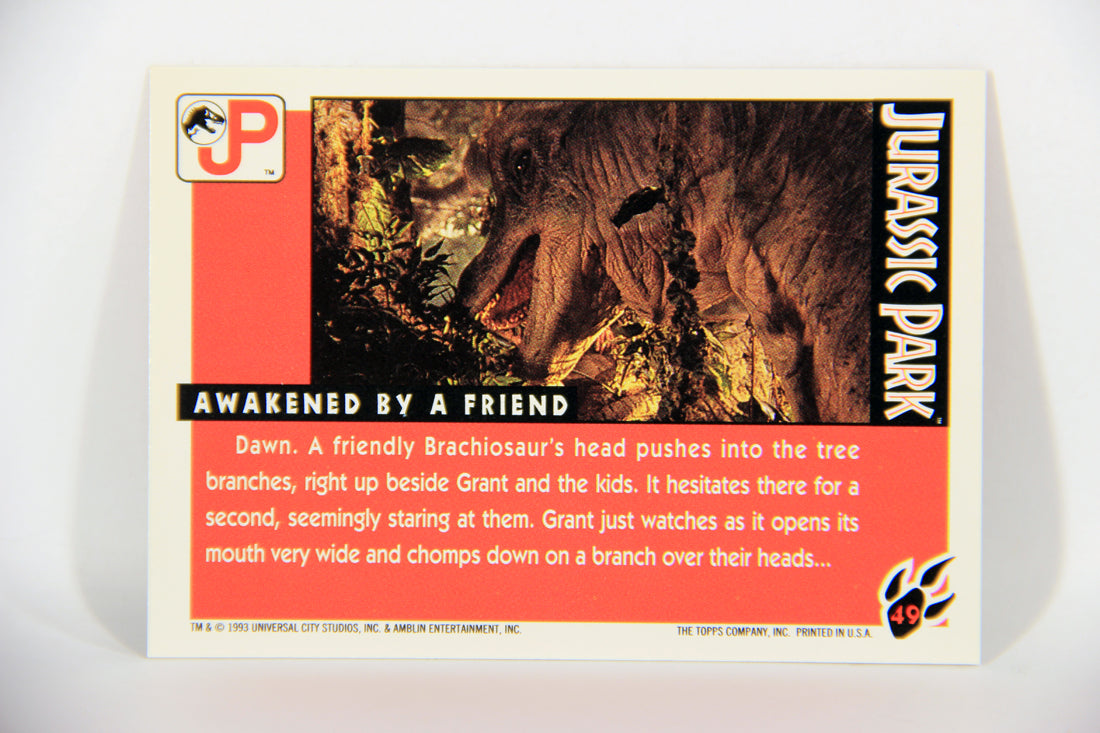 JP
TM
JURASSIC PARK
TM
AWAKENED BY A FRIEND
Dawn. A friendly Brachiosaur's head pushes into the tree
branches, right up beside Grant and the kids. It hesitates there for a
second, seemingly staring at them. Grant just watches as it opens its
mouth very wide and chomps down on a branch over their heads...
49
TM & © 1993 UNIVERSAL CITY STUDIOS, INC. & AMBLIN ENTERTAINMENT, INC.
THE TOPPS COMPANY, INC. PRINTED IN U.S.A.